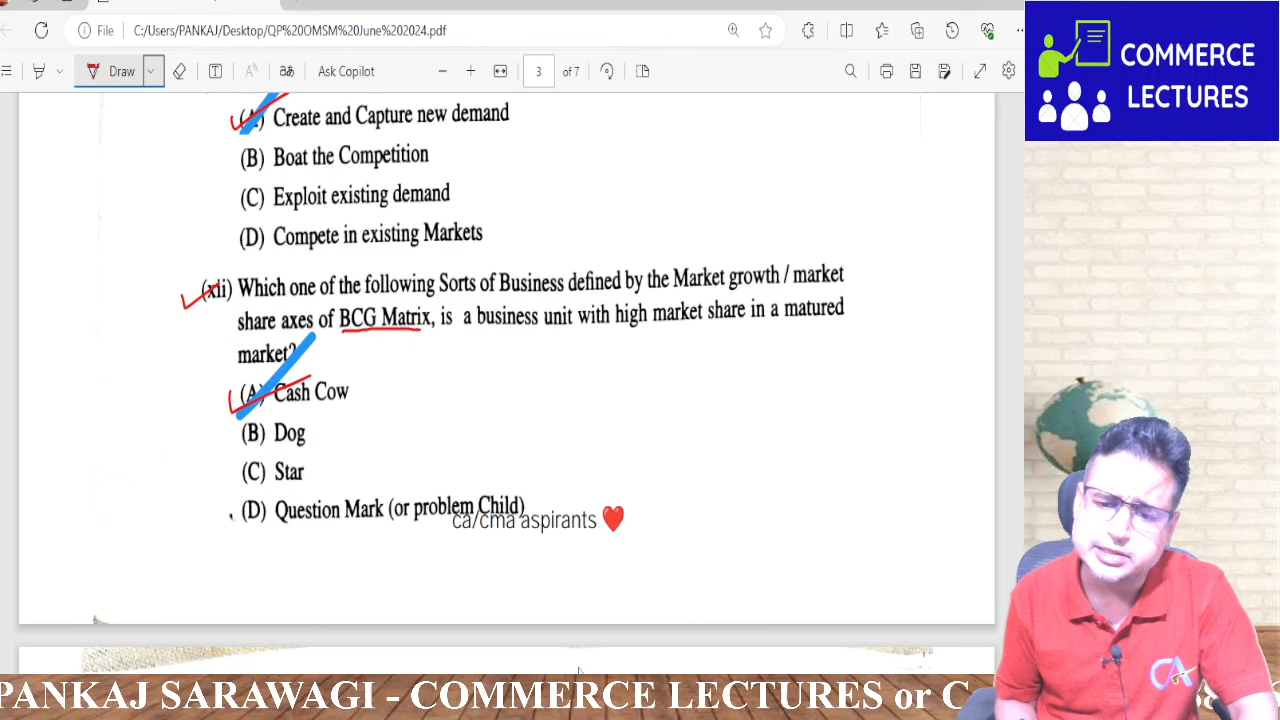 File C:/Users/PANKAJ/Desktop/QP%20OMSM%20June%202024.pdf
Draw Ask Copilot 3 of 7
COMMERCE
LECTURES
(A) Create and Capture new demand
(B) Boat the Competition
(C) Exploit existing demand
(D) Compete in existing Markets
(xii) Which one of the following Sorts of Business defined by the Market growth / market
share axes of BCG Matrix, is a business unit with high market share in a matured
market?
(A) Cash Cow
(B) Dog
(C) Star
(D) Question Mark (or problem Child)
ca/cma aspirants ❤️
CA
PANKAJ SARAWAGI - COMMERCE LECTURES or C